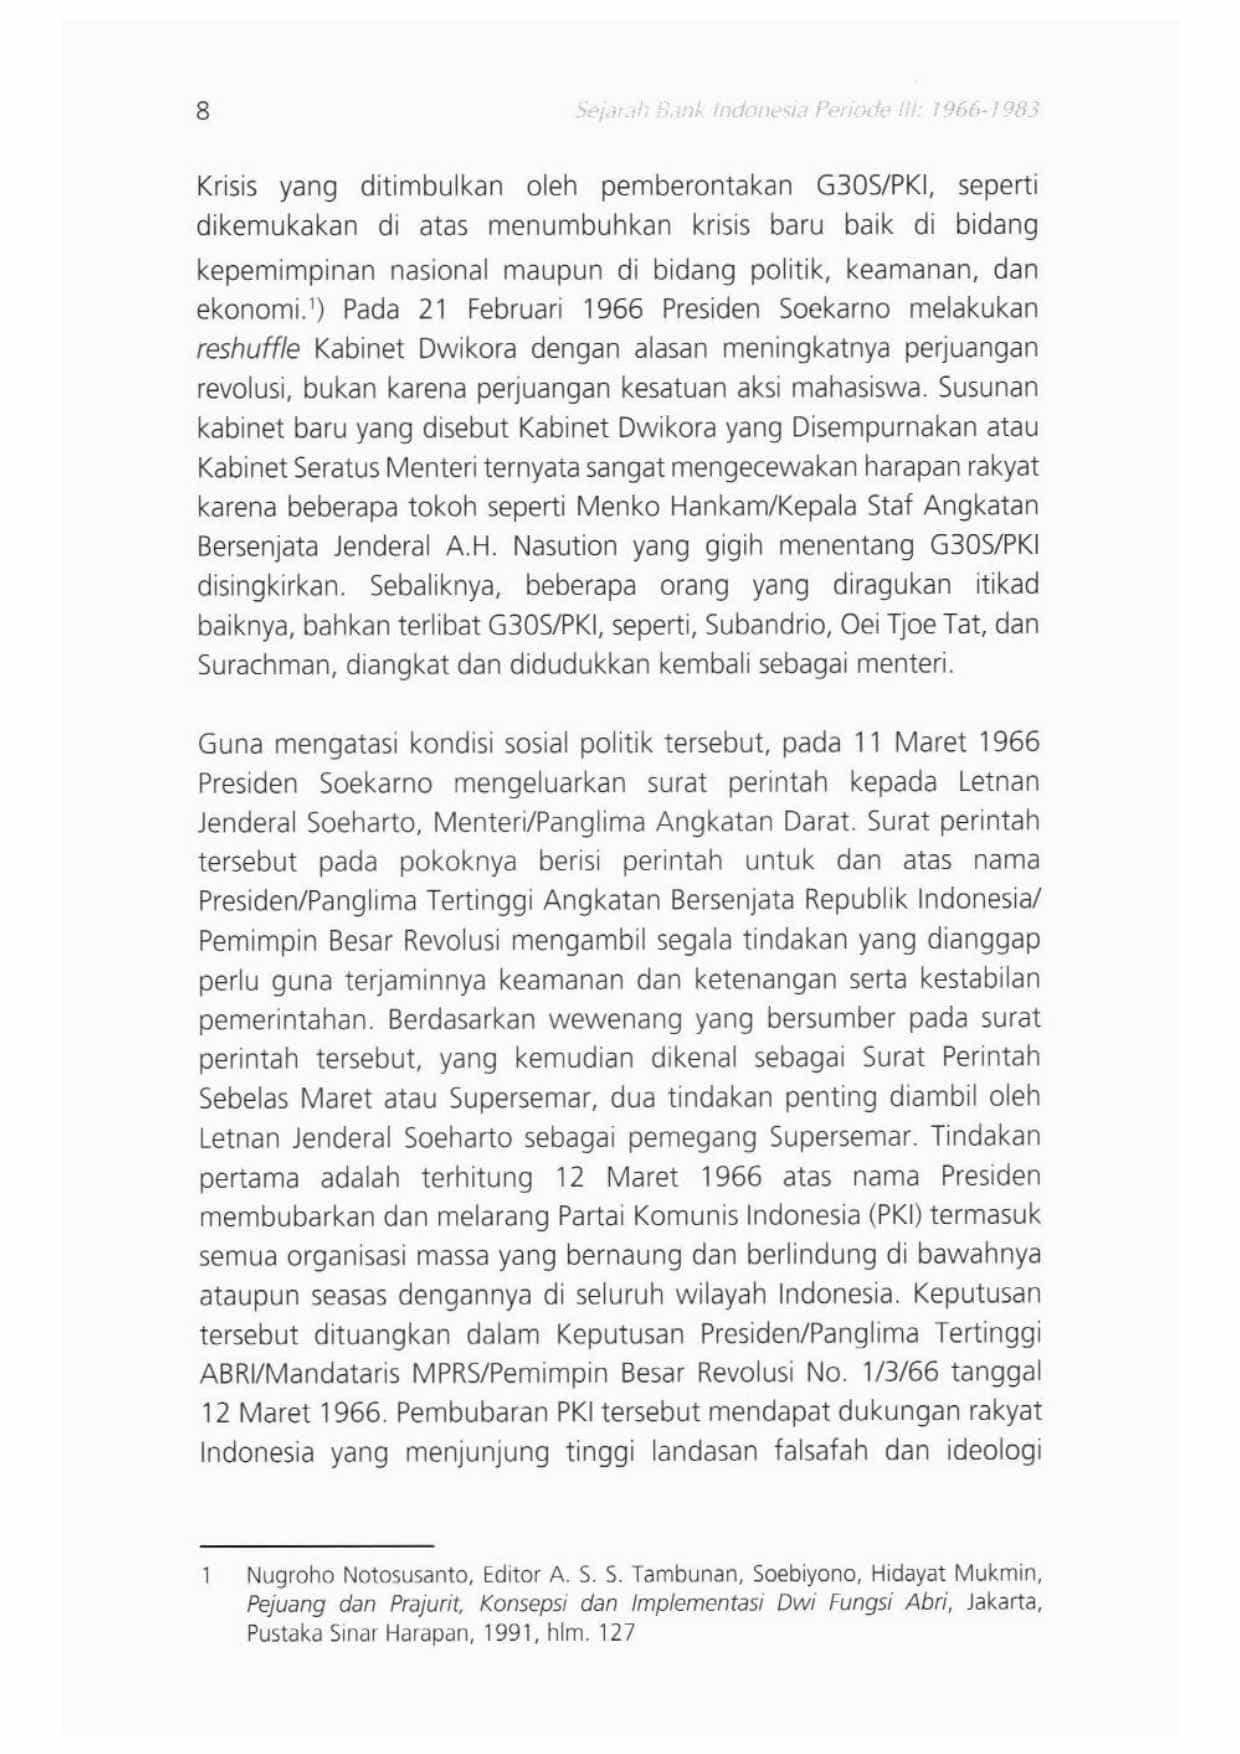 8
Sejarah Bank Indonesia Periode III: 1966-1983
Krisis yang ditimbulkan oleh pemberontakan G30S/PKI, seperti
dikemukakan di atas menumbuhkan krisis baru baik di bidang
kepemimpinan nasional maupun di bidang politik, keamanan, dan
ekonomi.¹) Pada 21 Februari 1966 Presiden Soekarno melakukan
reshuffle Kabinet Dwikora dengan alasan meningkatnya perjuangan
revolusi, bukan karena perjuangan kesatuan aksi mahasiswa. Susunan
kabinet baru yang disebut Kabinet Dwikora yang Disempurnakan atau
Kabinet Seratus Menteri ternyata sangat mengecewakan harapan rakyat
karena beberapa tokoh seperti Menko Hankam/Kepala Staf Angkatan
Bersenjata Jenderal A.H. Nasution yang gigih menentang G30S/PKI
disingkirkan. Sebaliknya, beberapa orang yang diragukan itikad
baiknya, bahkan terlibat G30S/PKI, seperti, Subandrio, Oei Tjoe Tat, dan
Surachman, diangkat dan didudukkan kembali sebagai menteri.
Guna mengatasi kondisi sosial politik tersebut, pada 11 Maret 1966
Presiden Soekarno mengeluarkan surat perintah kepada Letnan
Jenderal Soeharto, Menteri/Panglima Angkatan Darat. Surat perintah
tersebut pada pokoknya berisi perintah untuk dan atas nama
Presiden/Panglima Tertinggi Angkatan Bersenjata Republik Indonesia/
Pemimpin Besar Revolusi mengambil segala tindakan yang dianggap
perlu guna terjaminnya keamanan dan ketenangan serta kestabilan
pemerintahan. Berdasarkan wewenang yang bersumber pada surat
perintah tersebut, yang kemudian dikenal sebagai Surat Perintah
Sebelas Maret atau Supersemar, dua tindakan penting diambil oleh
Letnan Jenderal Soeharto sebagai pemegang Supersemar. Tindakan
pertama adalah terhitung 12 Maret 1966 atas nama Presiden
membubarkan dan melarang Partai Komunis Indonesia (PKI) termasuk
semua organisasi massa yang bernaung dan berlindung di bawahnya
ataupun seasas dengannya di seluruh wilayah Indonesia. Keputusan
tersebut dituangkan dalam Keputusan Presiden/Panglima Tertinggi
ABRI/Mandataris MPRS/Pemimpin Besar Revolusi No. 1/3/66 tanggal
12 Maret 1966. Pembubaran PKI tersebut mendapat dukungan rakyat
Indonesia yang menjunjung tinggi landasan falsafah dan ideologi
1 Nugroho Notosusanto, Editor A. S. S. Tambunan, Soebiyono, Hidayat Mukmin,
Pejuang dan Prajurit, Konsepsi dan Implementasi Dwi Fungsi Abri, Jakarta,
Pustaka Sinar Harapan, 1991, hlm. 127